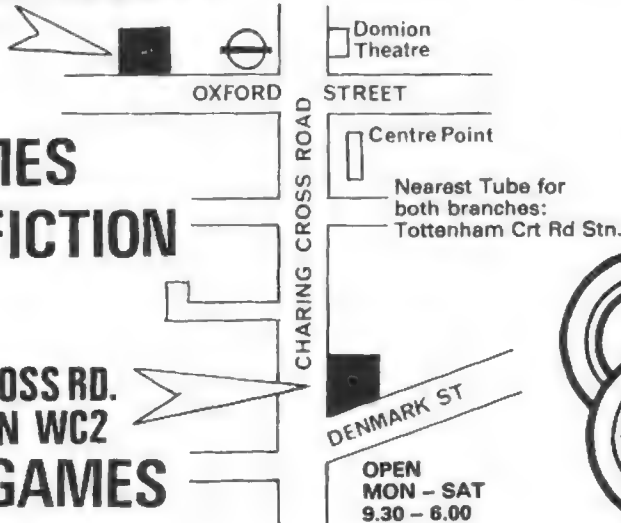 Domion
Theatre
OXFORD STREET
CHARING CROSS ROAD
Centre Point
MES
FICTION
Nearest Tube for
both branches:
Tottenham Crt Rd Stn.
OSS RD.
N WC2
GAMES
DENMARK ST
OPEN
MON – SAT
9.30 – 6.00